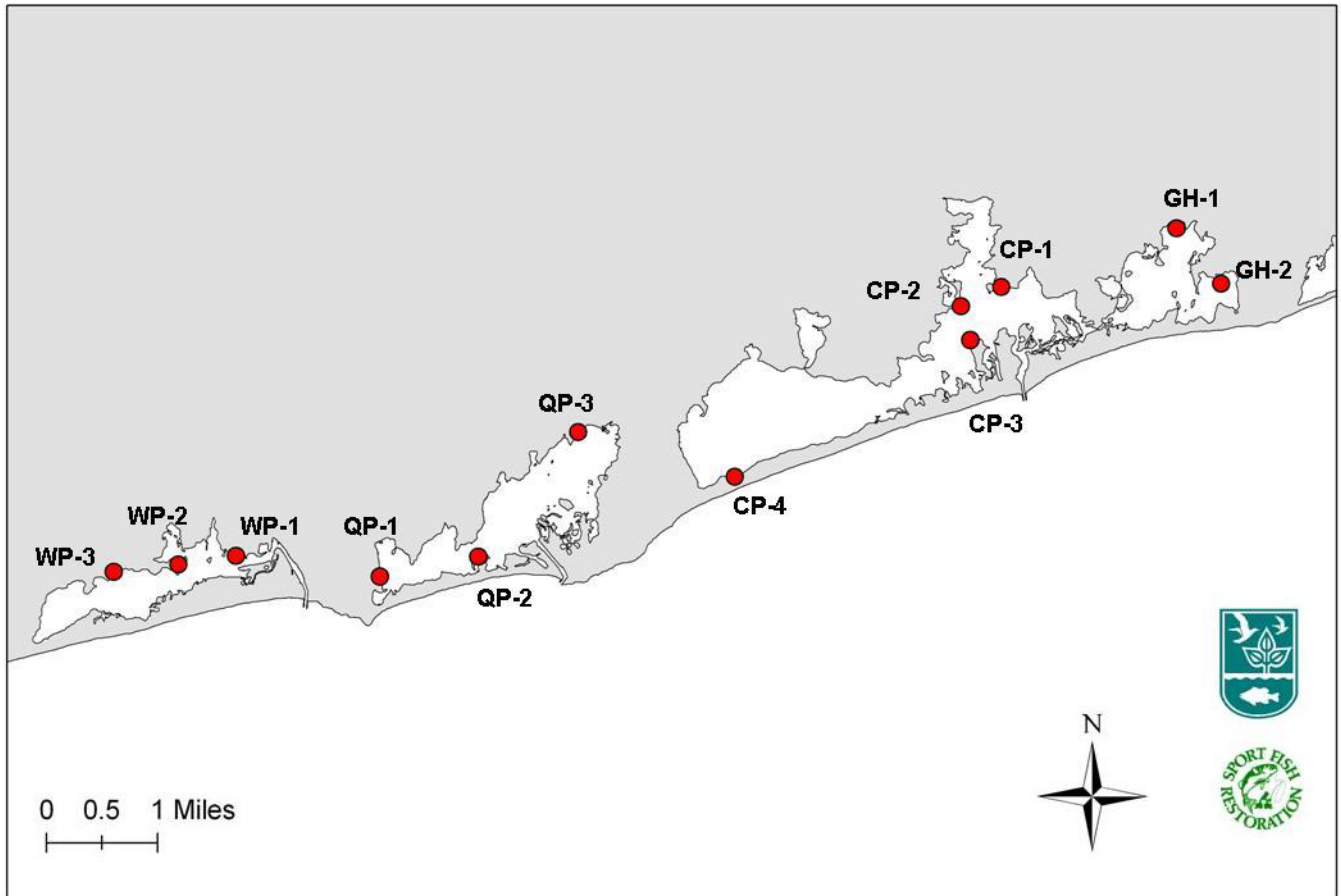 GH-1
CP-1
GH-2
CP-2
QP-3
CP-3
CP-4
WP-2
WP-1
QP-1
WP-3
QP-2
N
SPORT FISH
RESTORATION
0 0.5 1 Miles